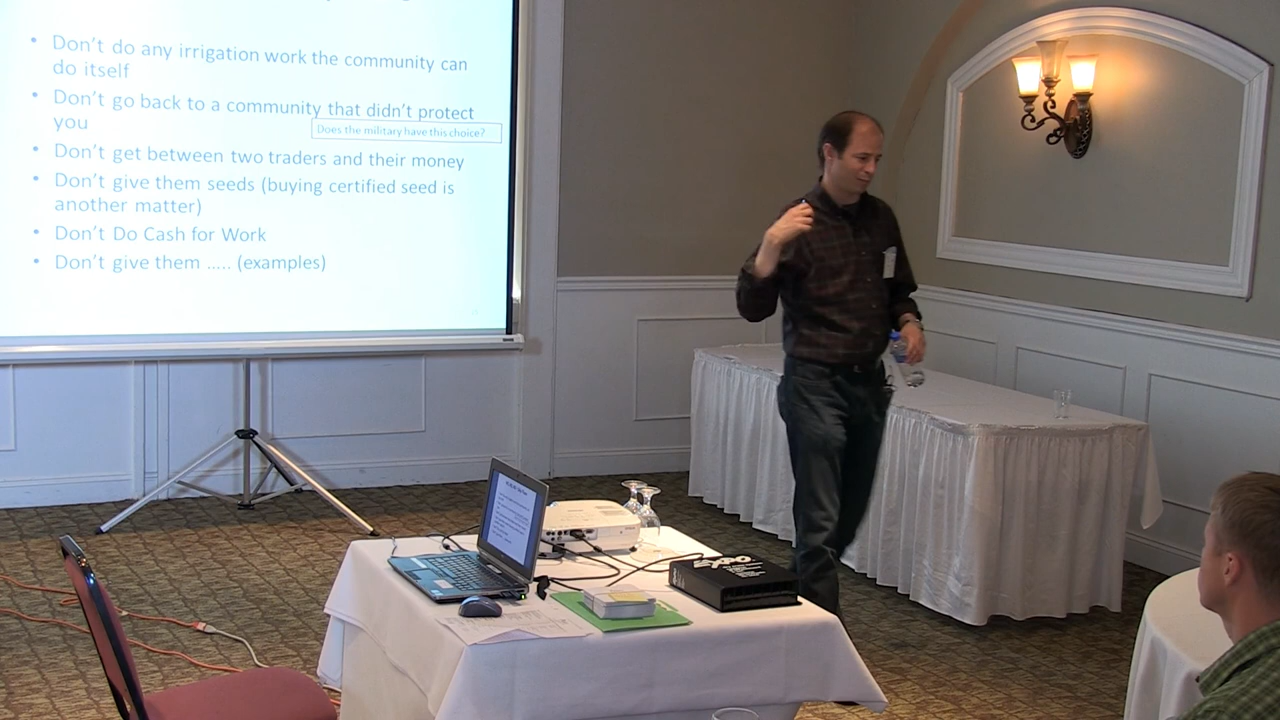 • Don't do any irrigation work the community can
do itself
• Don't go back to a community that didn't protect
you
Does the military have this choice?
• Don't get between two traders and their money
• Don't give them seeds (buying certified seed is
another matter)
• Don't Do Cash for Work
• Don't give them ..... (examples)